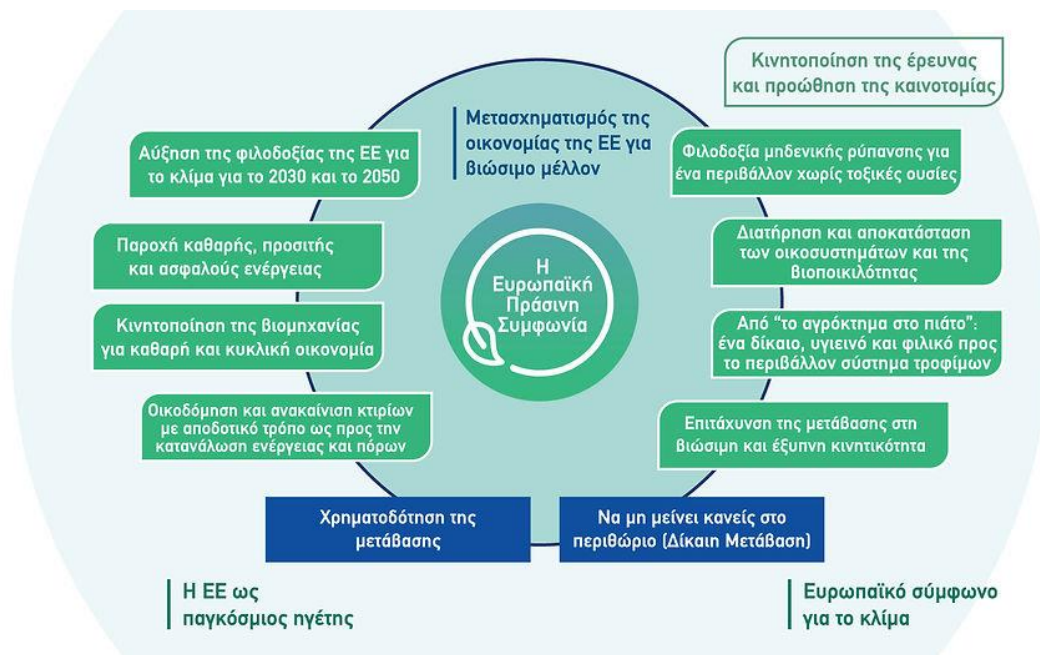 Κινητοποίηση της έρευνας
και προώθηση της καινοτομίας
Μετασχηματισμός της
οικονομίας της ΕΕ για
βιώσιμο μέλλον
Αύξηση της φιλοδοξίας της ΕΕ για
το κλίμα για το 2030 και το 2050
Φιλοδοξία μηδενικής ρύπανσης για
ένα περιβάλλον χωρίς τοξικές ουσίες
Παροχή καθαρής, προσιτής
και ασφαλούς ενέργειας
Διατήρηση και αποκατάσταση
των οικοσυστημάτων και της
βιοποικιλότητας
Η
Ευρωπαϊκή
Πράσινη
Συμφωνία
Κινητοποίηση της βιομηχανίας
για καθαρή και κυκλική οικονομία
Από “το αγρόκτημα στο πιάτο”:
ένα δίκαιο, υγιεινό και φιλικό προς
το περιβάλλον σύστημα τροφίμων
Οικοδόμηση και ανακαίνιση κτιρίων
με αποδοτικό τρόπο ως προς την
κατανάλωση ενέργειας και πόρων
Επιτάχυνση της μετάβασης στη
βιώσιμη και έξυπνη κινητικότητα
Χρηματοδότηση της
μετάβασης
Να μη μείνει κανείς στο
περιθώριο (Δίκαιη Μετάβαση)
Η ΕΕ ως
παγκόσμιος ηγέτης
Ευρωπαϊκό σύμφωνο
για το κλίμα